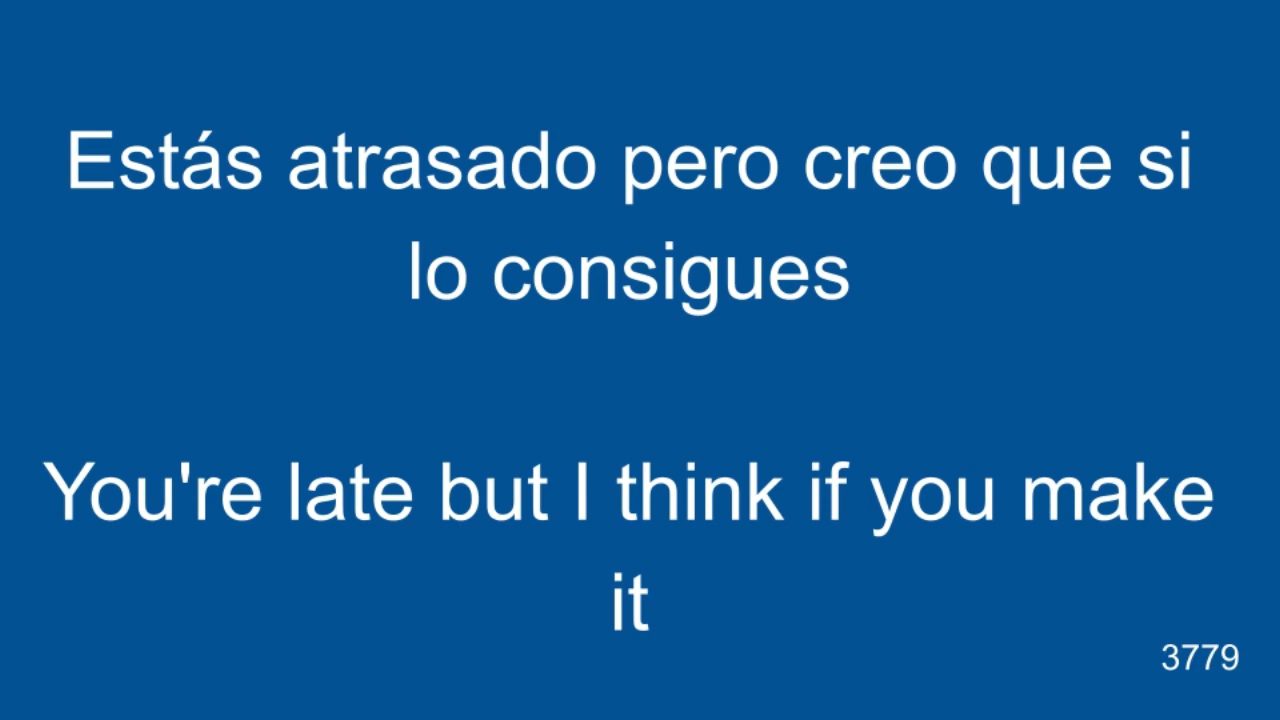 Estás atrasado pero creo que si
lo consigues
You're late but I think if you make
it
3779